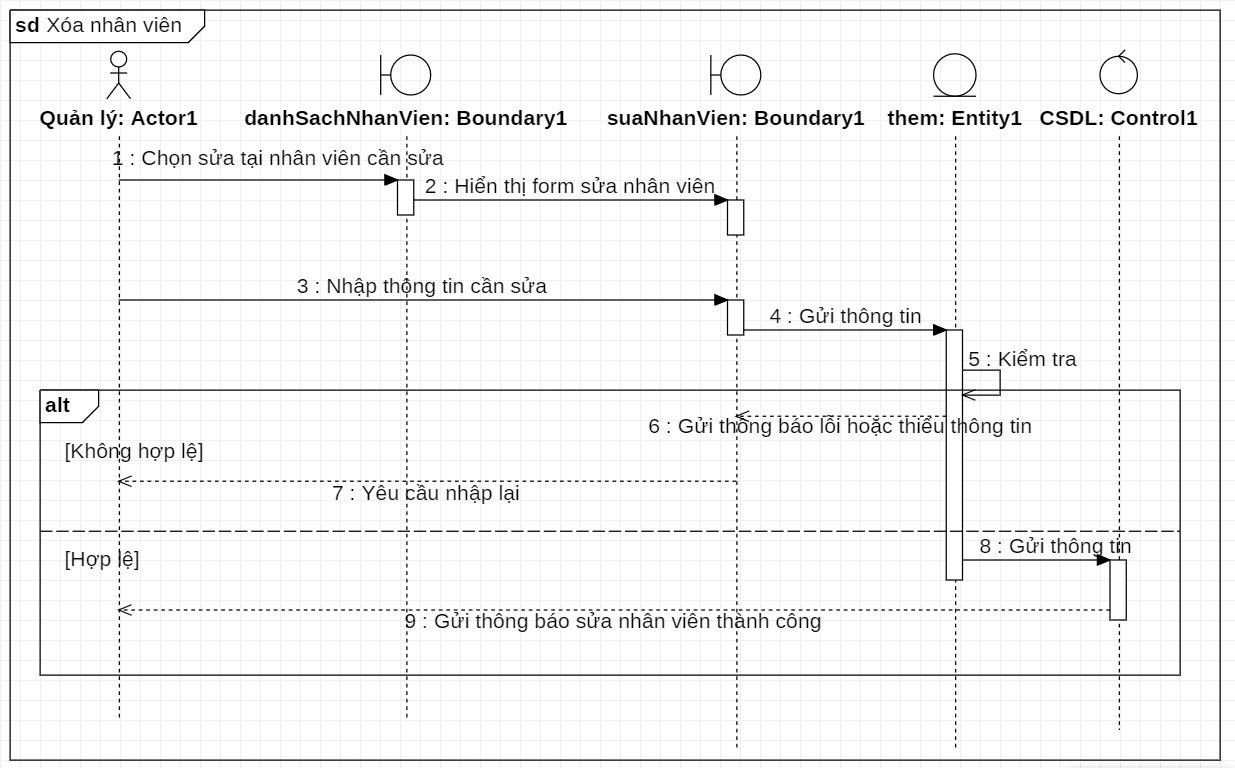 sd Xóa nhân viên
Quản lý: Actor1
danhSachNhanVien: Boundary1
suaNhanVien: Boundary1
them: Entity1
CSDL: Control1
1 : Chọn sửa tại nhân viên cần sửa
2 : Hiển thị form sửa nhân viên
3 : Nhập thông tin cần sửa
4 : Gửi thông tin
5 : Kiểm tra
alt
6 : Gửi thông báo lỗi hoặc thiếu thông tin
[Không hợp lệ]
7 : Yêu cầu nhập lại
8 : Gửi thông tin
[Hợp lệ]
9 : Gửi thông báo sửa nhân viên thành công